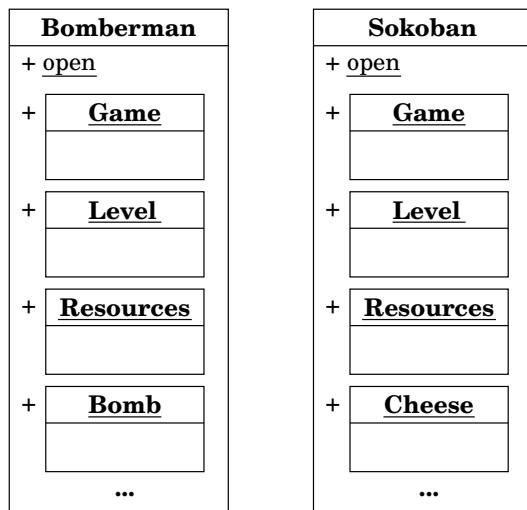 Bomberman
+ open
+ Game
+ Level
+ Resources
+ Bomb
...
Sokoban
+ open
+ Game
+ Level
+ Resources
+ Cheese
...